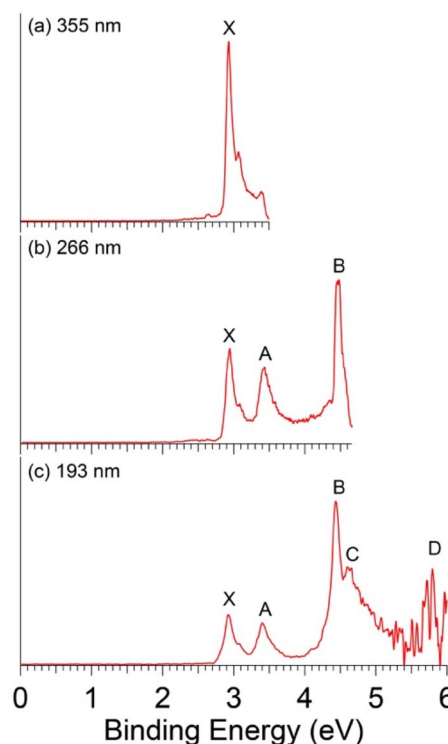 (a) 355 nm
X
(b) 266 nm
X
A
B
(c) 193 nm
X
A
B
C
D
0 1 2 3 4 5 6
Binding Energy (eV)